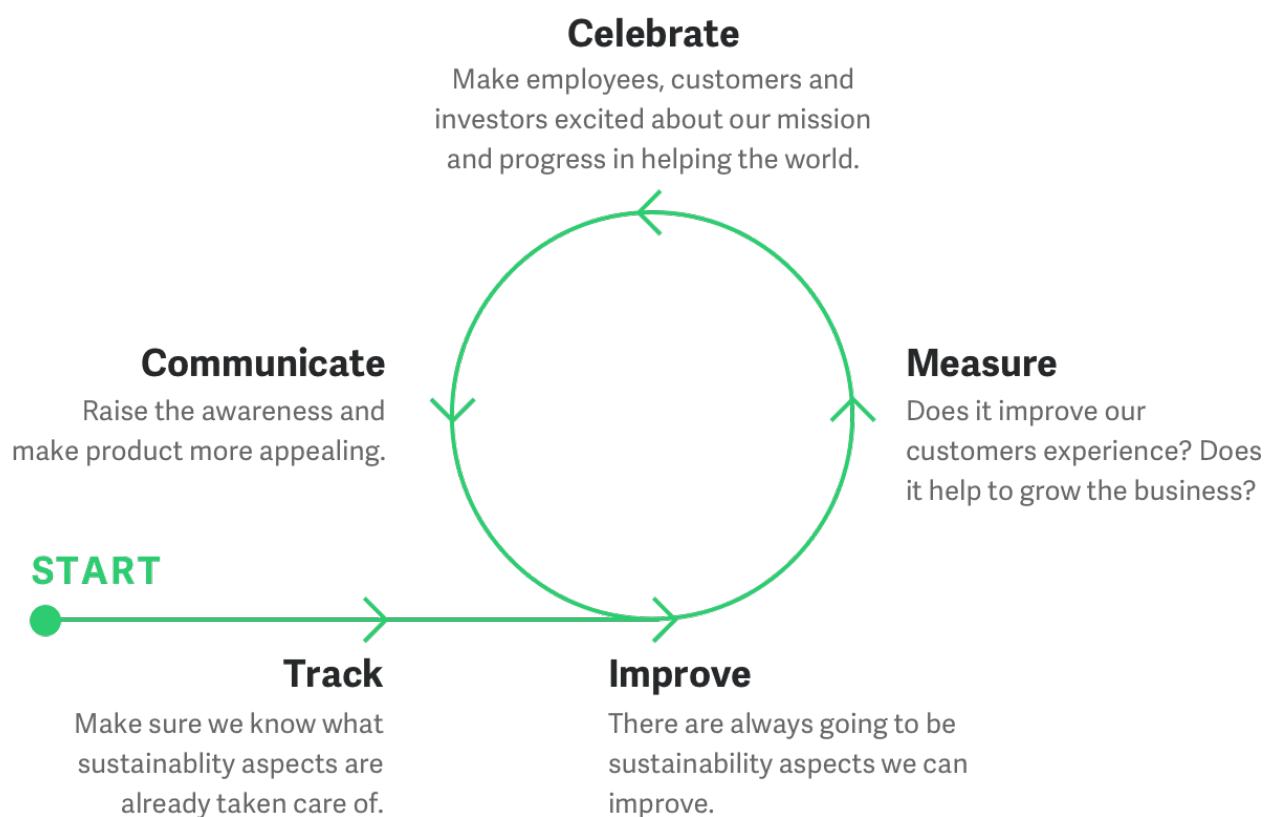 Celebrate
Make employees, customers and
investors excited about our mission
and progress in helping the world.
Communicate
Raise the awareness and
make product more appealing.
Measure
Does it improve our
customers experience? Does
it help to grow the business?
START
Track
Make sure we know what
sustainablity aspects are
already taken care of.
Improve
There are always going to be
sustainability aspects we can
improve.